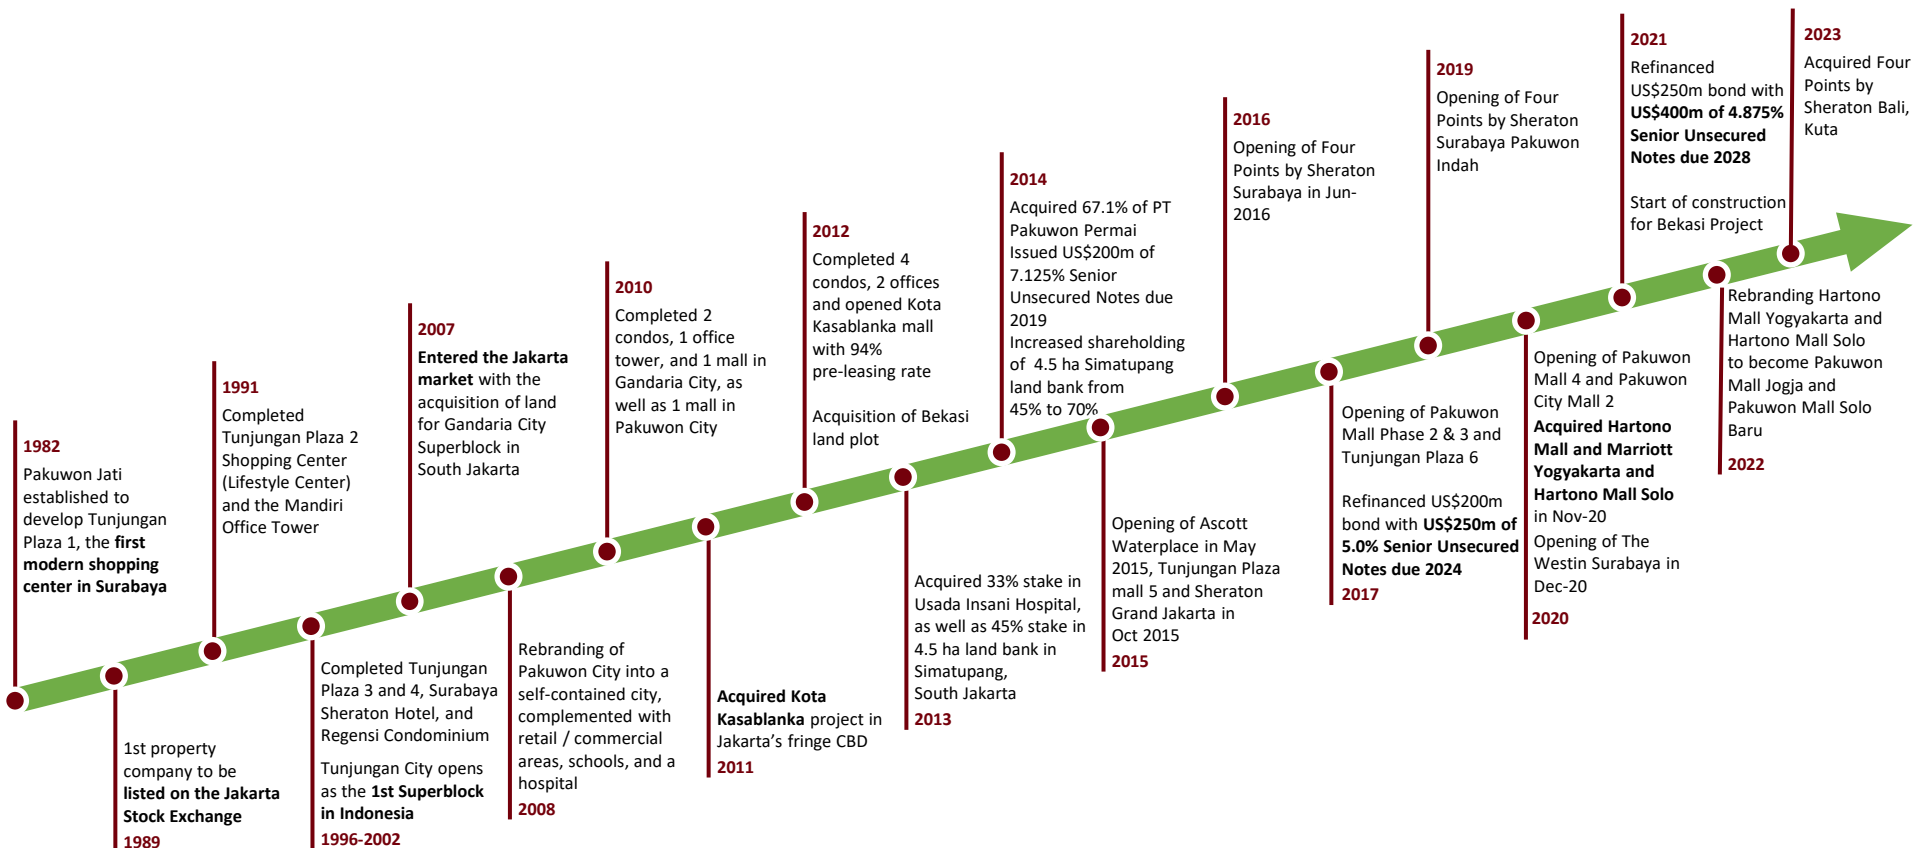 1982
Pakuwon Jati
established to
develop Tunjungan
Plaza 1, the first
modern shopping
center in Surabaya
1st property
company to be
listed on the Jakarta
Stock Exchange
1989
1991
Completed
Tunjungan Plaza 2
Shopping Center
(Lifestyle Center)
and the Mandiri
Office Tower
Completed Tunjungan
Plaza 3 and 4, Surabaya
Sheraton Hotel, and
Regensi Condominium
Tunjungan City opens
as the 1st Superblock
in Indonesia
1996-2002
2007
Entered the Jakarta
market with the
acquisition of land
for Gandaria City
Superblock in
South Jakarta
Rebranding of
Pakuwon City into a
self-contained city,
complemented with
retail / commercial
areas, schools, and a
hospital
2008
2010
Completed 2
condos, 1 office
tower, and 1 mall in
Gandaria City, as
well as 1 mall in
Pakuwon City
Acquired Kota
Kasablanka project in
Jakarta's fringe CBD
2011
2012
Completed 4
condos, 2 offices
and opened Kota
Kasablanka mall
with 94%
pre-leasing rate
Acquisition of Bekasi
land plot
Acquired 33% stake in
Usada Insani Hospital,
as well as 45% stake in
4.5 ha land bank in
Simatupang,
South Jakarta
2013
2014
Acquired 67.1% of PT
Pakuwon Permai
Issued US$200m of
7.125% Senior
Unsecured Notes due
2019
Increased shareholding
of 4.5 ha Simatupang
land bank from
45% to 70%
Opening of Ascott
Waterplace in May
2015, Tunjungan Plaza
mall 5 and Sheraton
Grand Jakarta in
Oct 2015
2015
2016
Opening of Four
Points by Sheraton
Surabaya in Jun-
2016
Opening of Pakuwon
Mall Phase 2 & 3 and
Tunjungan Plaza 6
Refinanced US$200m
bond with US$250m of
5.0% Senior Unsecured
Notes due 2024
2017
2019
Opening of Four
Points by Sheraton
Surabaya Pakuwon
Indah
Opening of Pakuwon
Mall 4 and Pakuwon
City Mall 2
Acquired Hartono
Mall and Marriott
Yogyakarta and
Hartono Mall Solo
in Nov-20
Opening of The
Westin Surabaya in
Dec-20
2020
2021
Refinanced
US$250m bond with
US$400m of 4.875%
Senior Unsecured
Notes due 2028
Start of construction
for Bekasi Project
Rebranding Hartono
Mall Yogyakarta and
Hartono Mall Solo
to become Pakuwon
Mall Jogja and
Pakuwon Mall Solo
Baru
2022
2023
Acquired Four
Points by
Sheraton Bali,
Kuta